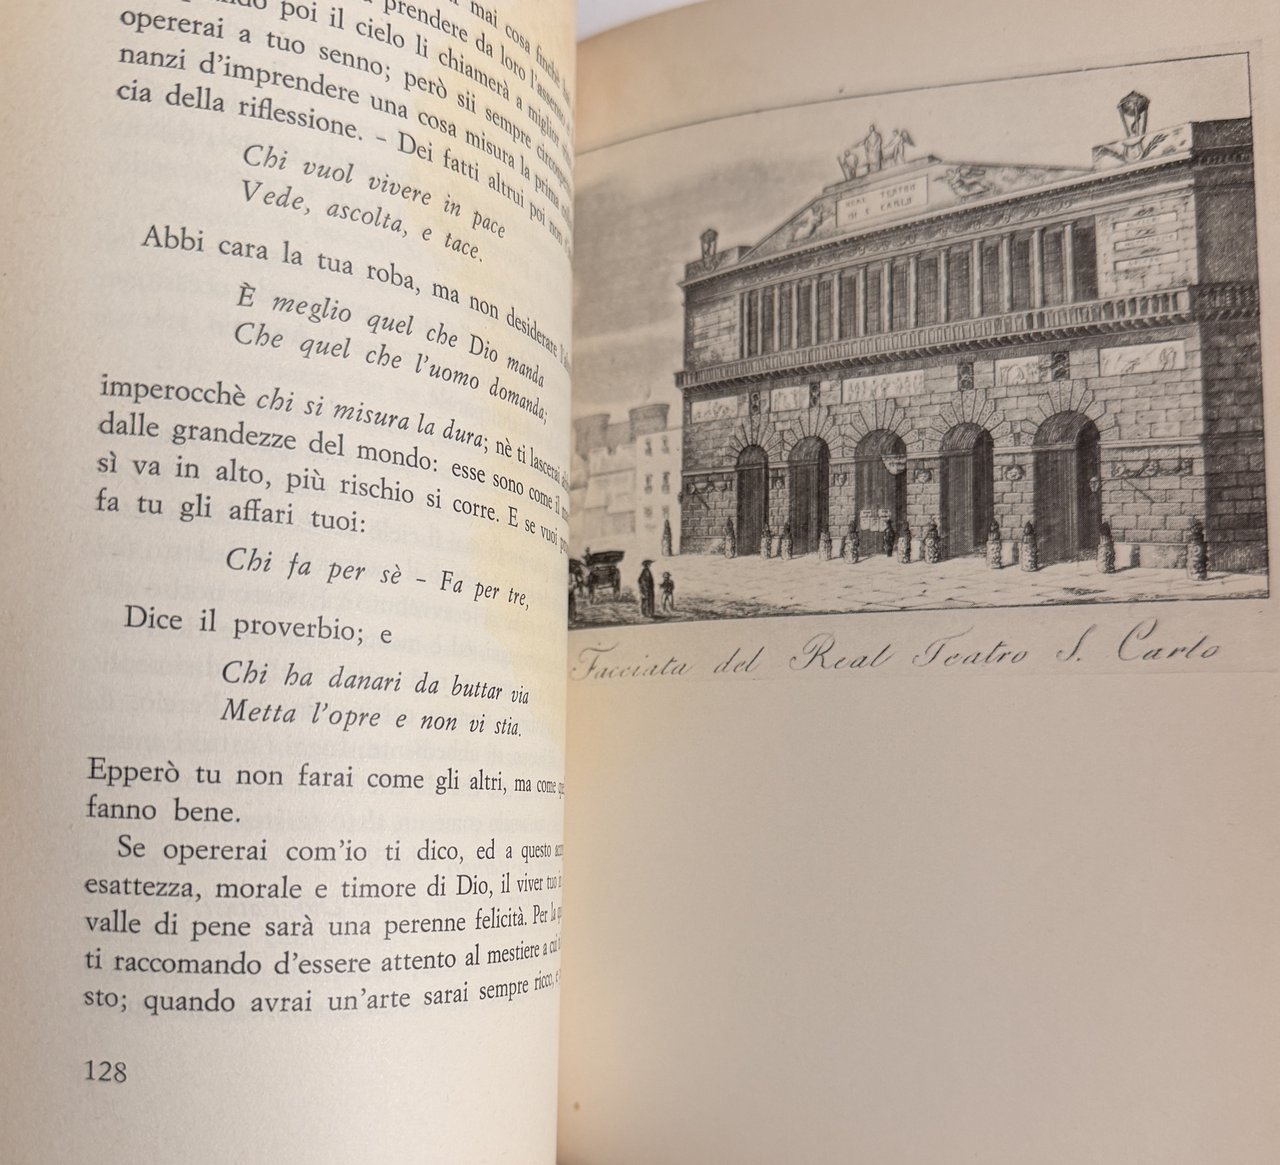 mai cosa finchè
prendere da loro l'assenso
poi il cielo li chiamerà a miglior
opererai a tuo senno; però sii sempre
nanzi d'imprendere una cosa misura la prima
cia della riflessione. – Dei fatti altrui poi non
Chi vuol vivere in pace
Vede, ascolta, e tace.
Abbi cara la tua roba, ma non desiderare
È meglio quel che Dio manda
Che quel che l'uomo domanda;
imperocchè chi si misura la dura; nè ti lascerai
dalle grandezze del mondo: esse sono come il
sì va in alto, più rischio si corre. E se vuoi
fa tu gli affari tuoi:
Chi fa per sè – Fa per tre,
Dice il proverbio; e
Chi ha danari da buttar via
Metta l'opre e non vi stia.
Epperò tu non farai come gli altri, ma come
fanno bene.
Se opererai com'io ti dico, ed a questo
esattezza, morale e timore di Dio, il viver tuo
valle di pene sarà una perenne felicità. Per la
ti raccomando d'essere attento al mestiere a cui
sto; quando avrai un'arte sarai sempre ricco, e
128
REAL TEATRO
DI S. CARLO
Facciata del Real Teatro S. Carlo